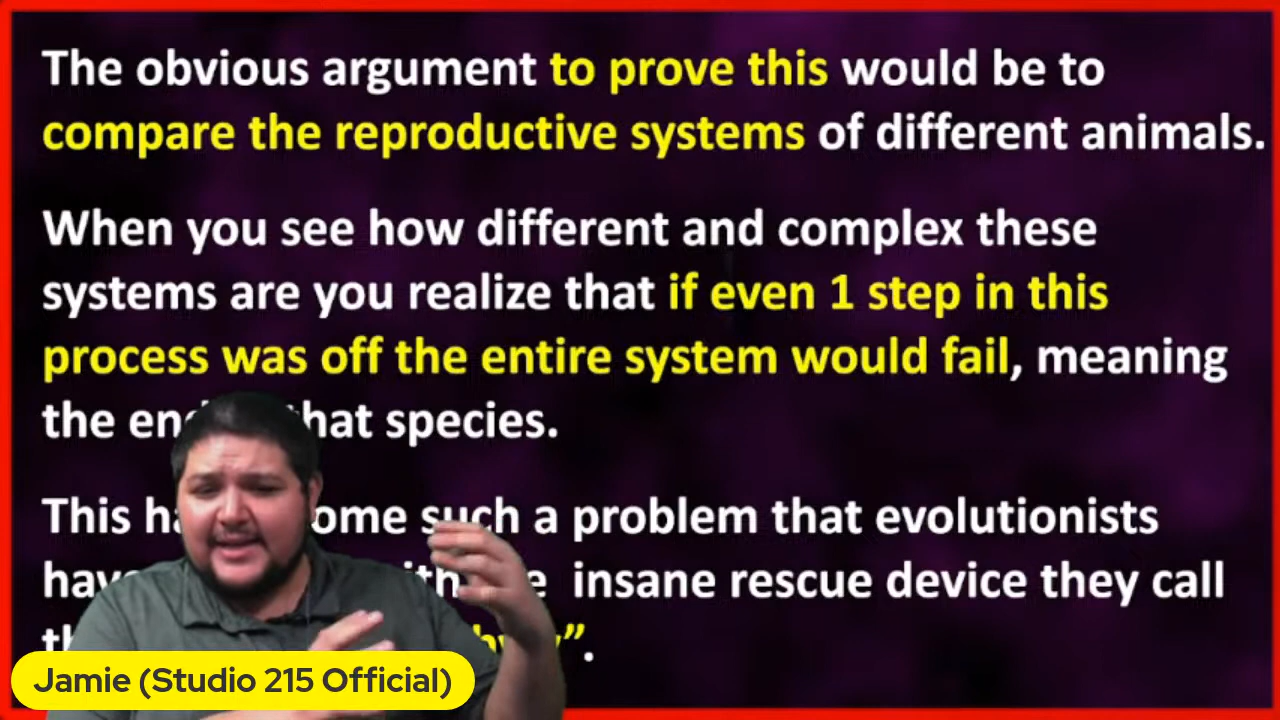 The obvious argument to prove this would be to
compare the reproductive systems of different animals.
When you see how different and complex these
systems are you realize that if even 1 step in this
process was off the entire system would fail, meaning
the that species.
This such a problem that evolutionists
insane rescue device they call
Jamie (Studio 215 Official)